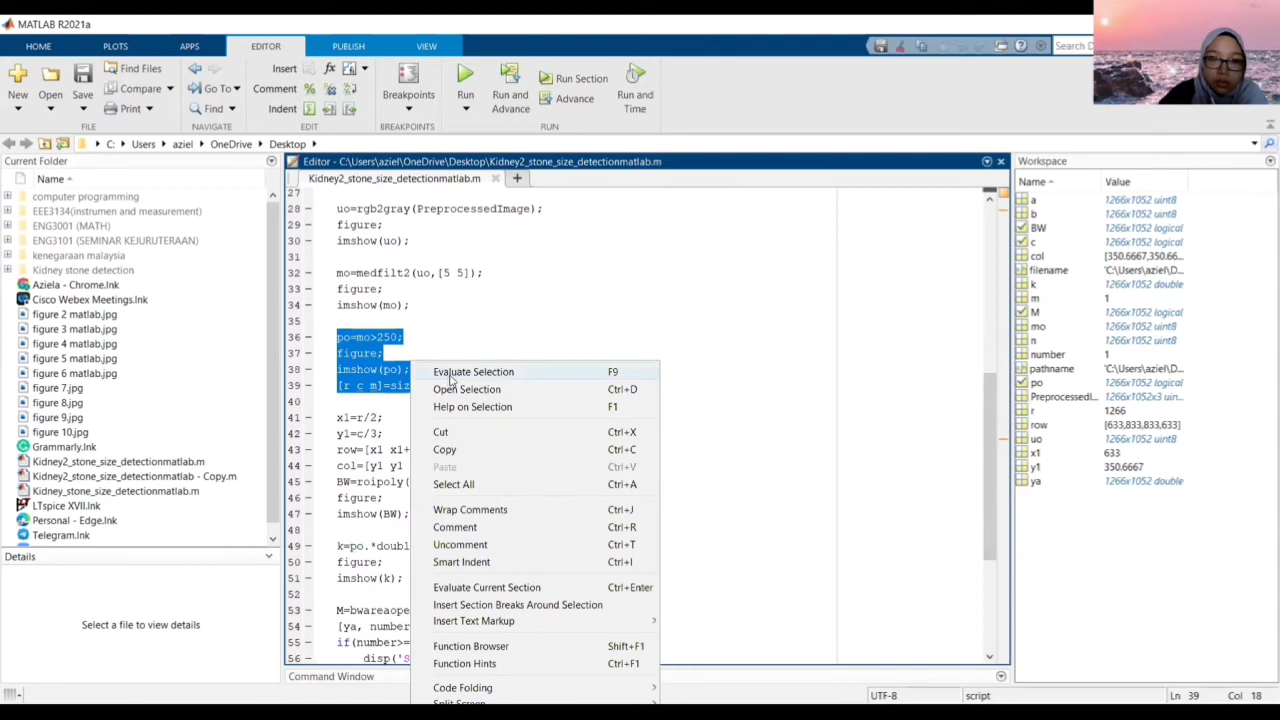 MATLAB R2021a
HOME PLOTS APPS EDITOR PUBLISH VIEW
New Open Save Find Files Compare Print
FILE
Go To Find
NAVIGATE
Insert fx
Comment
Indent
EDIT
Breakpoints
BREAKPOINTS
Run Run and Advance Run Section Advance Run and Time
RUN
Search D
C: Users aziel OneDrive Desktop
Current Folder
Name
computer programming
EEE3134(instrumen and measurement)
ENG3001 (MATH)
ENG3101 (SEMINAR KEJURUTERAAN)
kenegaraan malaysia
Kidney stone detection
Aziela - Chrome.lnk
Cisco Webex Meetings.lnk
figure 2 matlab.jpg
figure 3 matlab.jpg
figure 4 matlab.jpg
figure 5 matlab.jpg
figure 6 matlab.jpg
figure 7.jpg
figure 8.jpg
figure 9.jpg
figure 10.jpg
Grammarly.lnk
Kidney2_stone_size_detectionmatlab.m
Kidney2_stone_size_detectionmatlab - Copy.m
Kidney_stone_size_detectionmatlab.m
LTspice XVII.lnk
Personal - Edge.lnk
Telegram.lnk
Details
Select a file to view details
Editor - C:\Users\aziel\OneDrive\Desktop\Kidney2_stone_size_detectionmatlab.m
Kidney2_stone_size_detectionmatlab.m
27
28 - uo=rgb2gray(PreprocessedImage);
29 - figure;
30 - imshow(uo);
31
32 - mo=medfilt2(uo,[5 5]);
33 - figure;
34 - imshow(mo);
35
36 - po=mo>250;
37 - figure;
38 - imshow(po);
39 - [r c m]=siz
40
41 - x1=r/2;
42 - y1=c/3;
43 - row=[x1 x1+
44 - col=[y1 y1
45 - BW=roipoly(
46 - figure;
47 - imshow(BW);
48
49 - k=po.*doubl
50 - figure;
51 - imshow(k);
52
53 - M=bwareaope
54 - [ya, number
55 - if(number>=
56 - disp('S
Evaluate Selection F9
Open Selection Ctrl+D
Help on Selection F1
Cut Ctrl+X
Copy Ctrl+C
Paste Ctrl+V
Select All Ctrl+A
Wrap Comments Ctrl+J
Comment Ctrl+R
Uncomment Ctrl+T
Smart Indent Ctrl+I
Evaluate Current Section Ctrl+Enter
Insert Section Breaks Around Selection
Insert Text Markup
Function Browser Shift+F1
Function Hints Ctrl+F1
Code Folding
Split Screen
Command Window
Workspace
Name Value
a 1266x1052 uint8
b 1266x1052 uint8
BW 1266x1052 logical
c 1266x1052 logical
col [350.6667,350.66...
filename 'C:\Users\aziel\D...
k 1266x1052 double
m 1
M 1266x1052 logical
mo 1266x1052 uint8
n 1266x1052 uint8
number 1
pathname 'C:\Users\aziel\D...
po 1266x1052 logical
PreprocessedI... 1266x1052x3 uint...
r 1266
row [633,833,833,633]
uo 1266x1052 uint8
x1 633
y1 350.6667
ya 1266x1052 double
UTF-8 script Ln 39 Col 18